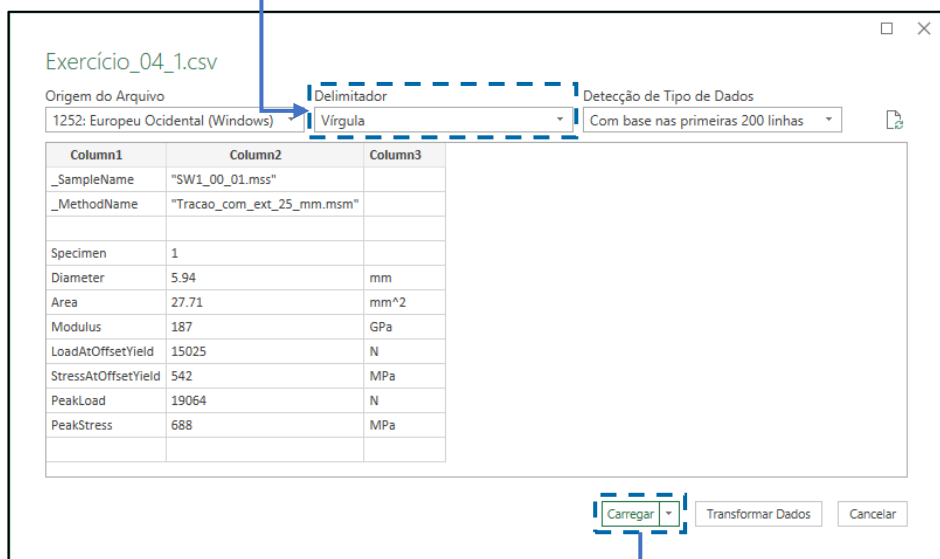 Exercício_04_1.csv
Origem do Arquivo Delimitador Detecção de Tipo de Dados
1252: Europeu Ocidental (Windows) Vírgula Com base nas primeiras 200 linhas
Column1 Column2 Column3
_SampleName "SW1_00_01.mss"
_MethodName "Tracao_com_ext_25_mm.msm"
Specimen 1
Diameter 5.94 mm
Area 27.71 mm^2
Modulus 187 GPa
LoadAtOffsetYield 15025 N
StressAtOffsetYield 542 MPa
PeakLoad 19064 N
PeakStress 688 MPa
Carregar Transformar Dados Cancelar